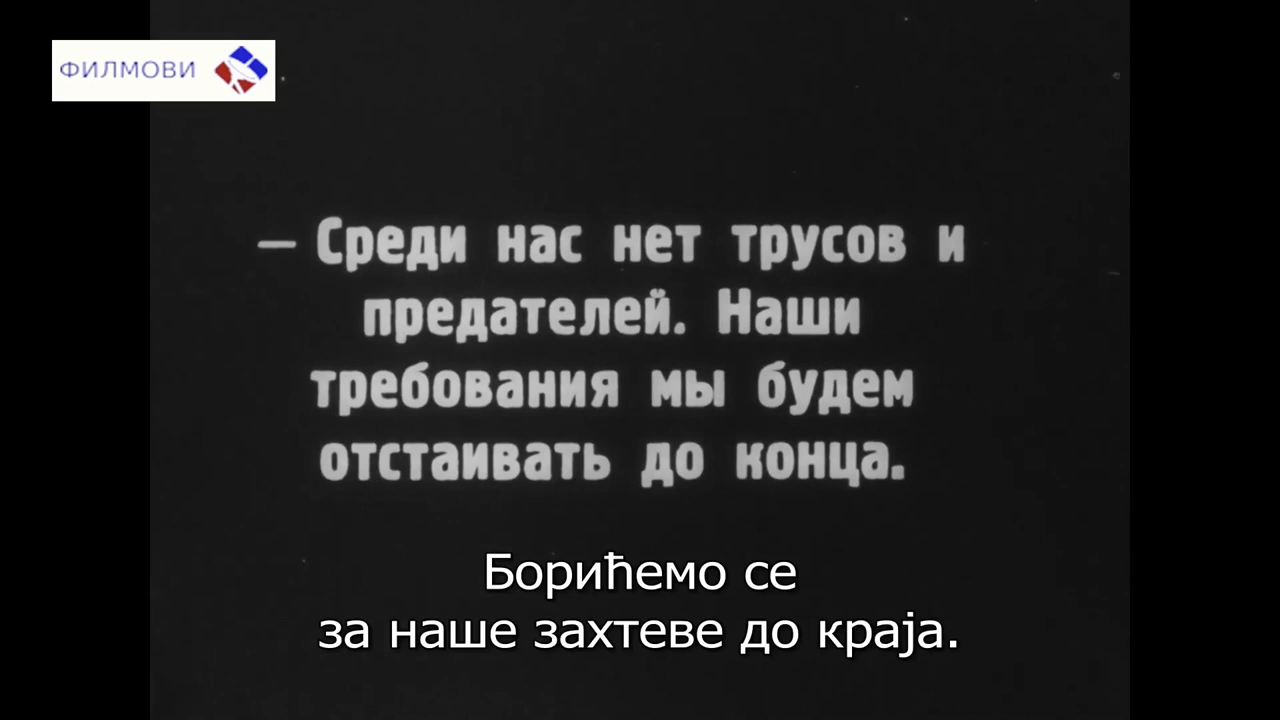 ФИЛМОВИ
— Среди нас нет трусов и
предателей. Наши
требования мы будем
отстаивать до конца.
Борићемо се
за наше захтеве до краја.